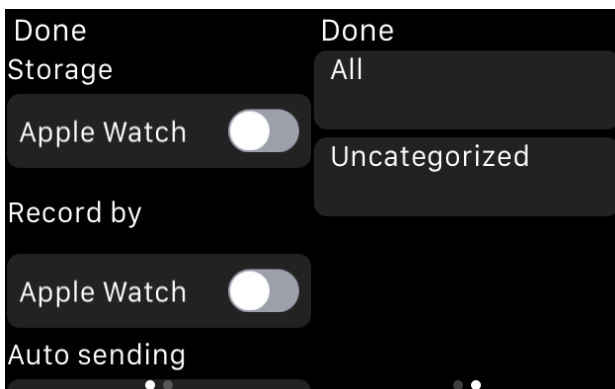 Done
Storage
Apple Watch
Record by
Apple Watch
Auto sending
Done
All
Uncategorized